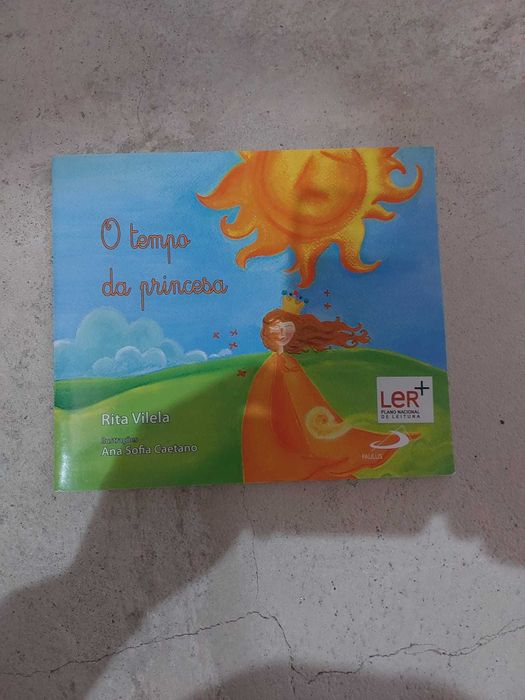 O tempo
da princesa
Rita Vilela
Ilustrações
Ana Sofia Caetano
LeR+
PLANO NACIONAL
DE LEITURA
PAULUS